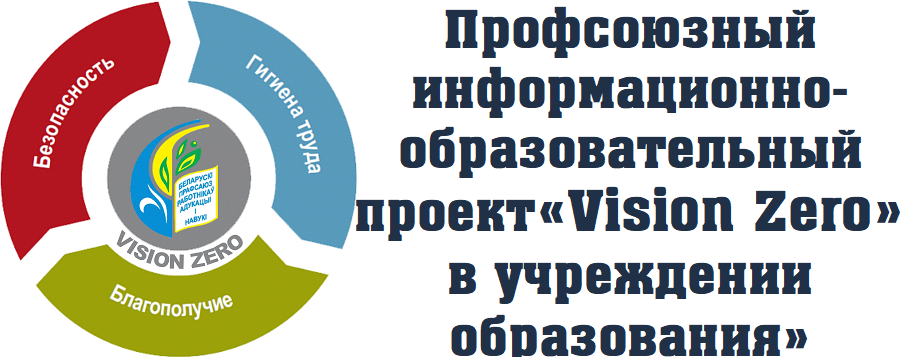 Безопасность
Гигиена труда
БЕЛАРУСКІ
ПРАФСАЮЗ
РАБОТНІКАЎ
АДУКАЦЫІ
І
НАВУКІ
VISION ZERO
Благополучие
Профсоюзный
информационно-
образовательный
проект«Vision Zero»
в учреждении
образования»